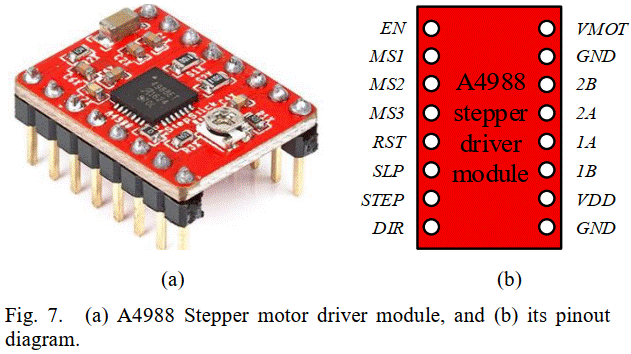 EN
MS1
MS2
MS3
RST
SLP
STEP
DIR
A4988
stepper
driver
module
VMOT
GND
2B
2A
1A
1B
VDD
GND
(a)
(b)
Fig. 7. (a) A4988 Stepper motor driver module, and (b) its pinout
diagram.